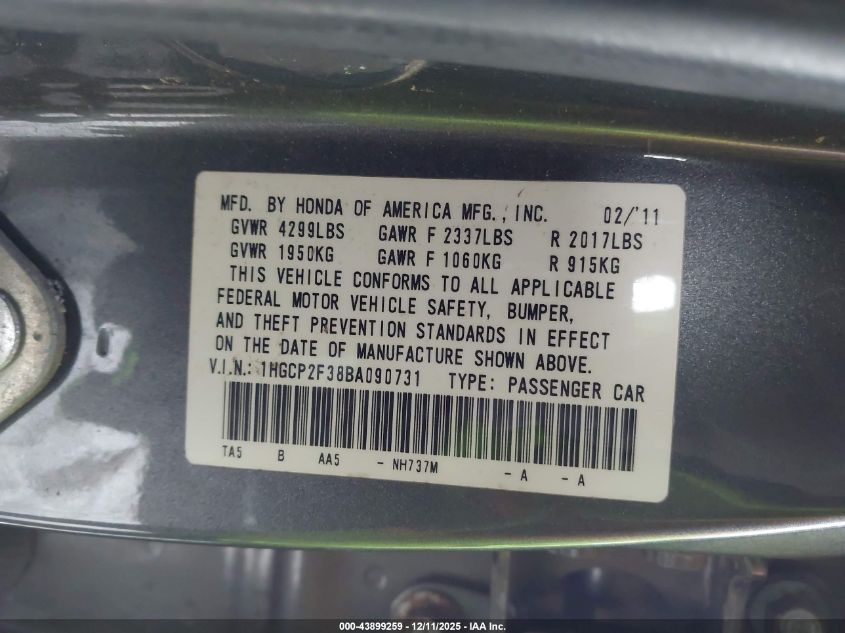 MFD. BY HONDA OF AMERICA MFG., INC. 02/'11
GVWR 4299LBS GAWR F 2337LBS R 2017LBS
GVWR 1950KG GAWR F 1060KG R 915KG
THIS VEHICLE CONFORMS TO ALL APPLICABLE
FEDERAL MOTOR VEHICLE SAFETY, BUMPER,
AND THEFT PREVENTION STANDARDS IN EFFECT
ON THE DATE OF MANUFACTURE SHOWN ABOVE.
V.I.N.: 1HGCP2F38BA090731 TYPE: PASSENGER CAR
TA5 B AA5 - NH737M - A - A
000-43899259 - 12/11/2025 - IAA Inc.